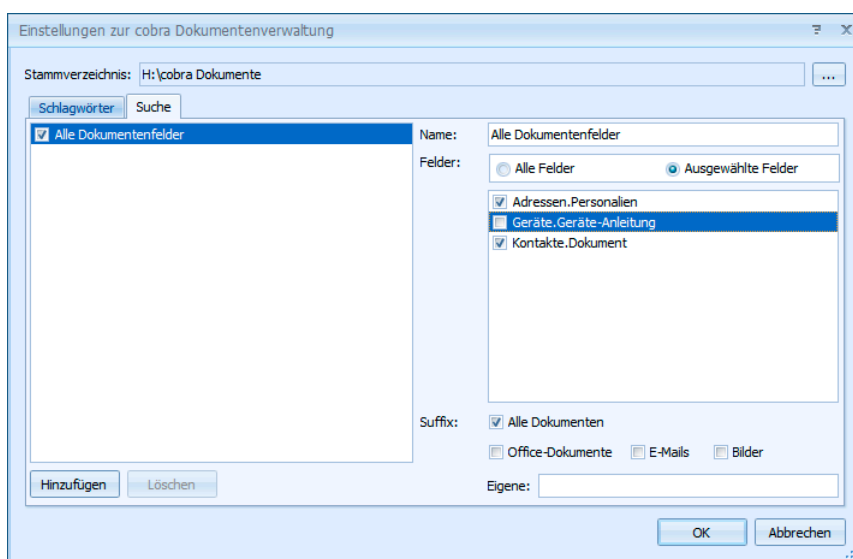 Einstellungen zur cobra Dokumentenverwaltung
Stammverzeichnis: H:\cobra Dokumente ...
Schlagwörter Suche
Alle Dokumentenfelder
Name: Alle Dokumentenfelder
Felder: Alle Felder Ausgewählte Felder
Adressen.Personalien
Geräte.Geräte-Anleitung
Kontakte.Dokument
Suffix: Alle Dokumenten
Office-Dokumente E-Mails Bilder
Eigene:
Hinzufügen Löschen
OK Abbrechen